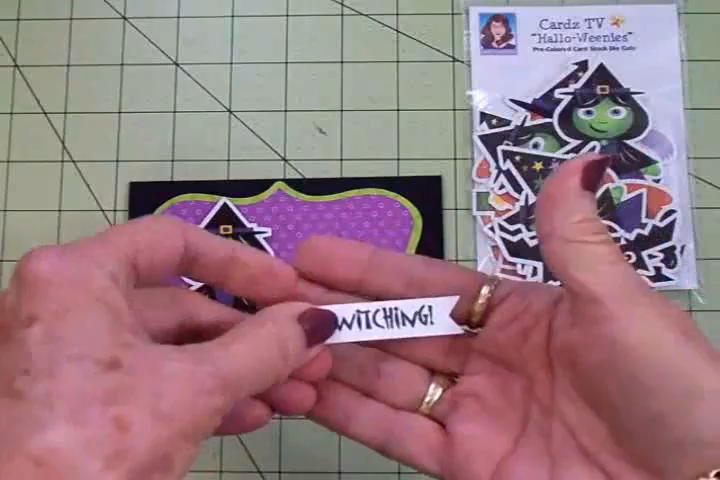 Cardz TV
"Hallo-Weenies"
Pre-Colored Card Stock Die Cuts
WITCHING!